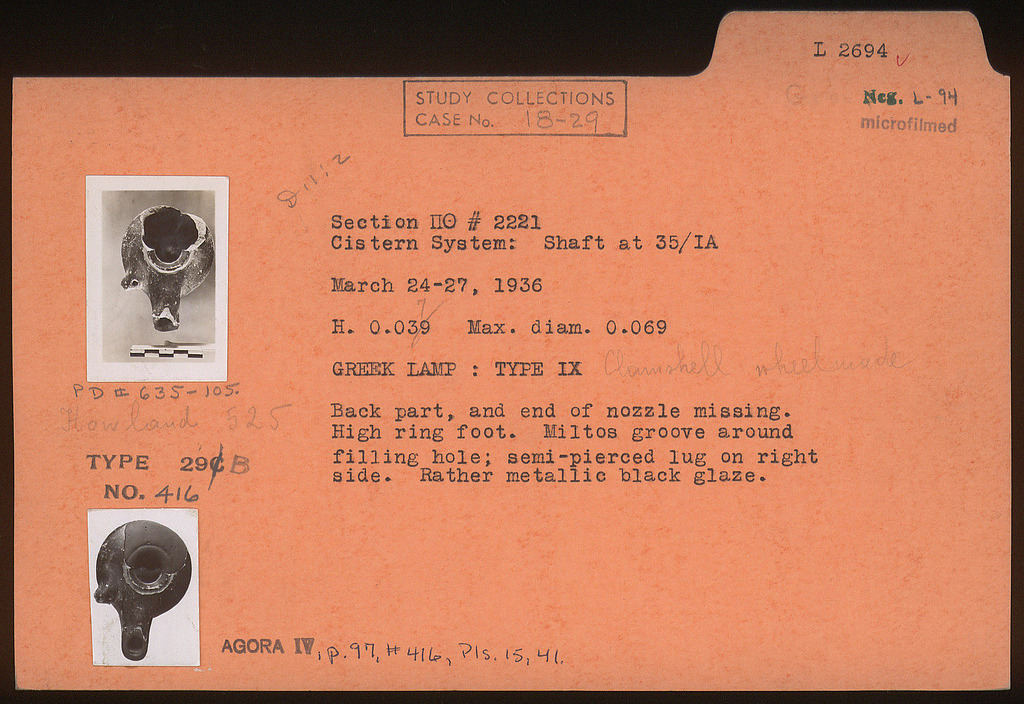 L 2694
Neg. L-94
microfilmed
STUDY COLLECTIONS
CASE No. 18-29
Section ΠΘ # 2221
Cistern System: Shaft at 35/ΙΑ
March 24-27, 1936
H. 0.039 Max. diam. 0.069
GREEK LAMP : TYPE IX Clamshell wheelmade
Back part, and end of nozzle missing.
High ring foot. Miltos groove around
filling hole; semi-pierced lug on right
side. Rather metallic black glaze.
PD # 635-105.
Howland 525
TYPE 29 B
NO. 416
AGORA IV, p. 97, # 416, Pls. 15, 41.